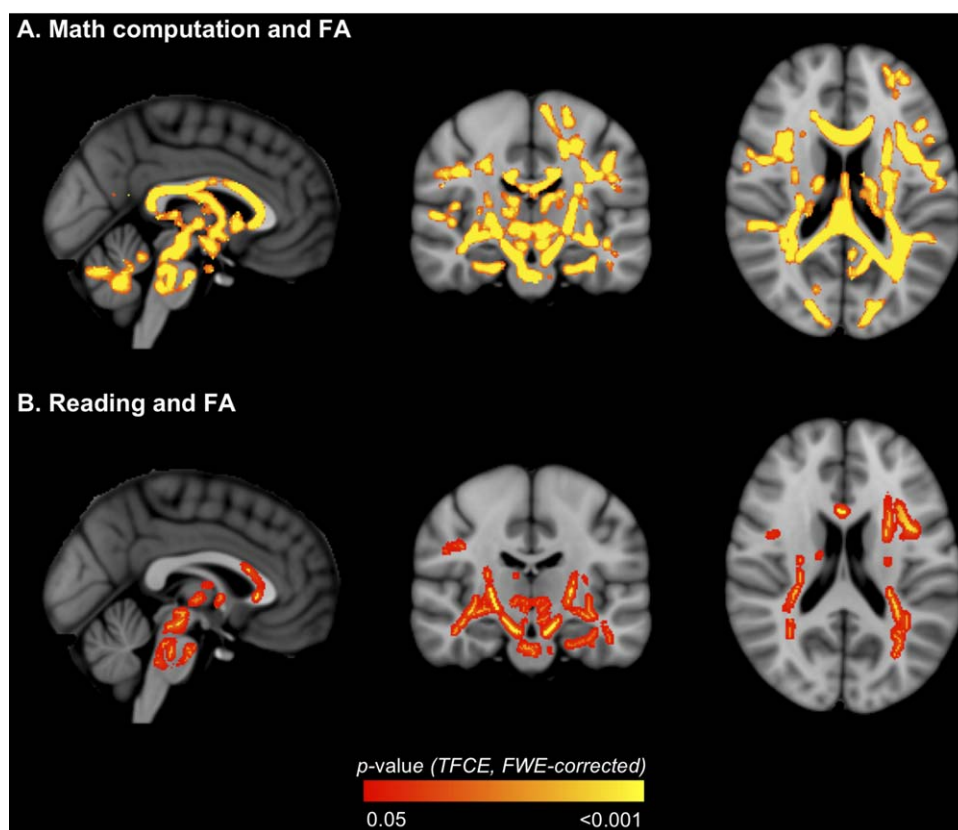 A. Math computation and FA
B. Reading and FA
p-value (TFCE, FWE-corrected)
0.05 <0.001